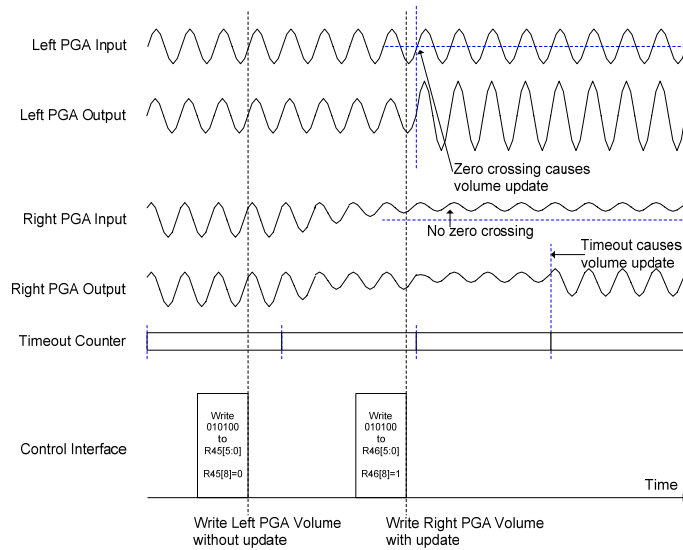 Left PGA Input
Left PGA Output
Zero crossing causes
volume update
Right PGA Input
No zero crossing
Timeout causes
volume update
Right PGA Output
Timeout Counter
Write
010100
to
R45[5:0]
R45[8]=0
Write
010100
to
R46[5:0]
R46[8]=1
Control Interface
Time
Write Left PGA Volume
without update
Write Right PGA Volume
with update